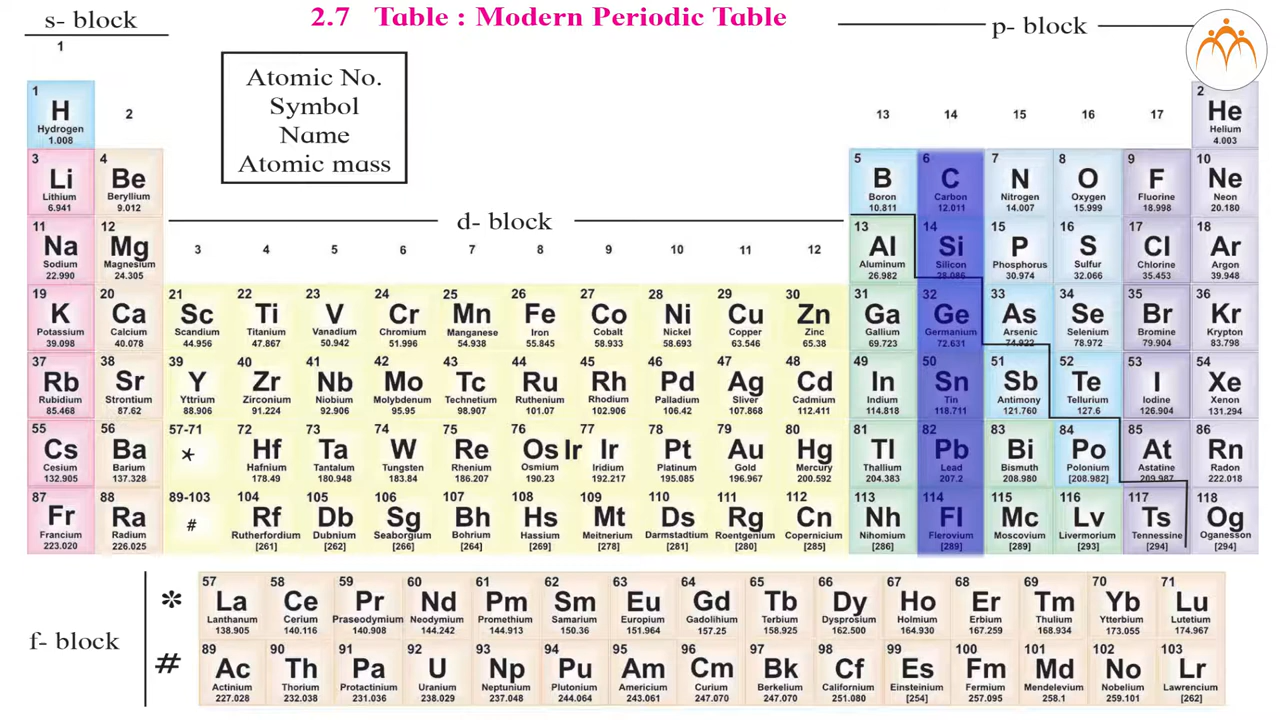 2.7 Table : Modern Periodic Table
s- block
p- block
1
Atomic No.
Symbol
Name
Atomic mass
1
H
Hydrogen
1.008
2
13 14 15 16 17
2
He
Helium
4.003
3 4 5 6 7 8 9 10
Li Be B C N O F Ne
Lithium Beryllium Boron Carbon Nitrogen Oxygen Fluorine Neon
6.941 9.012 10.811 12.011 14.007 15.999 18.998 20.180
d- block
11 12 13 14 15 16 17 18
Na Mg Al Si P S Cl Ar
Sodium Magnesium Aluminum Silicon Phosphorus Sulfur Chlorine Argon
22.990 24.305 26.982 28.086 30.974 32.066 35.453 39.948
3 4 5 6 7 8 9 10 11 12
19 20 21 22 23 24 25 26 27 28 29 30 31 32 33 34 35 36
K Ca Sc Ti V Cr Mn Fe Co Ni Cu Zn Ga Ge As Se Br Kr
Potassium Calcium Scandium Titanium Vanadium Chromium Manganese Iron Cobalt Nickel Copper Zinc Gallium Germanium Arsenic Selenium Bromine Krypton
39.098 40.078 44.956 47.867 50.942 51.996 54.938 55.845 58.933 58.693 63.546 65.38 69.723 72.631 74.922 78.972 79.904 83.798
37 38 39 40 41 42 43 44 45 46 47 48 49 50 51 52 53 54
Rb Sr Y Zr Nb Mo Tc Ru Rh Pd Ag Cd In Sn Sb Te I Xe
Rubidium Strontium Yttrium Zirconium Niobium Molybdenum Technetium Ruthenium Rhodium Palladium Sliver Cadmium Indium Tin Antimony Tellurium Iodine Xenon
85.468 87.62 88.906 91.224 92.906 95.95 98.907 101.07 102.906 106.42 107.868 112.411 114.818 118.711 121.760 127.6 126.904 131.294
55 56 57-71 72 73 74 75 76 77 78 79 80 81 82 83 84 85 86
Cs Ba * Hf Ta W Re Os Ir Ir Pt Au Hg Tl Pb Bi Po At Rn
Cesium Barium Hafnium Tantalum Tungsten Rhenium Osmium Iridium Platinum Gold Mercury Thallium Lead Bismuth Polonium Astatine Radon
132.905 137.328 178.49 180.948 183.84 186.207 190.23 192.217 195.085 196.967 200.592 204.383 207.2 208.980 [208.982] 209.987 222.018
87 88 89-103 104 105 106 107 108 109 110 111 112 113 114 115 116 117 118
Fr Ra # Rf Db Sg Bh Hs Mt Ds Rg Cn Nh Fl Mc Lv Ts Og
Francium Radium Rutherfordium Dubnium Seaborgium Bohrium Hassium Meitnerium Darmstadtium Roentgenium Copernicium Nihomium Flerovium Moscovium Livermorium Tennessine Oganesson
223.020 226.025 [261] [262] [266] [264] [269] [278] [281] [280] [285] [286] [289] [289] [293] [294] [294]
f- block
57 58 59 60 61 62 63 64 65 66 67 68 69 70 71
* La Ce Pr Nd Pm Sm Eu Gd Tb Dy Ho Er Tm Yb Lu
Lanthanum Cerium Praseodymium Neodymium Promethium Samarium Europium Gadolihium Terbium Dysprosium Holmium Erbium Thulium Ytterbium Lutetium
138.905 140.116 140.908 144.242 144.913 150.36 151.964 157.25 158.925 162.500 164.930 167.259 168.934 173.055 174.967
89 90 91 92 93 94 95 96 97 98 99 100 101 102 103
# Ac Th Pa U Np Pu Am Cm Bk Cf Es Fm Md No Lr
Actinium Thorium Protactinium Uranium Neptunium Plutonium Americium Curium Berkelium Californium Einsteinium Fermium Mendelevium Nobelium Lawrencium
227.028 232.038 231.036 238.029 237.048 244.064 243.061 247.070 247.070 251.080 [254] 257.095 258.1 259.101 [262]